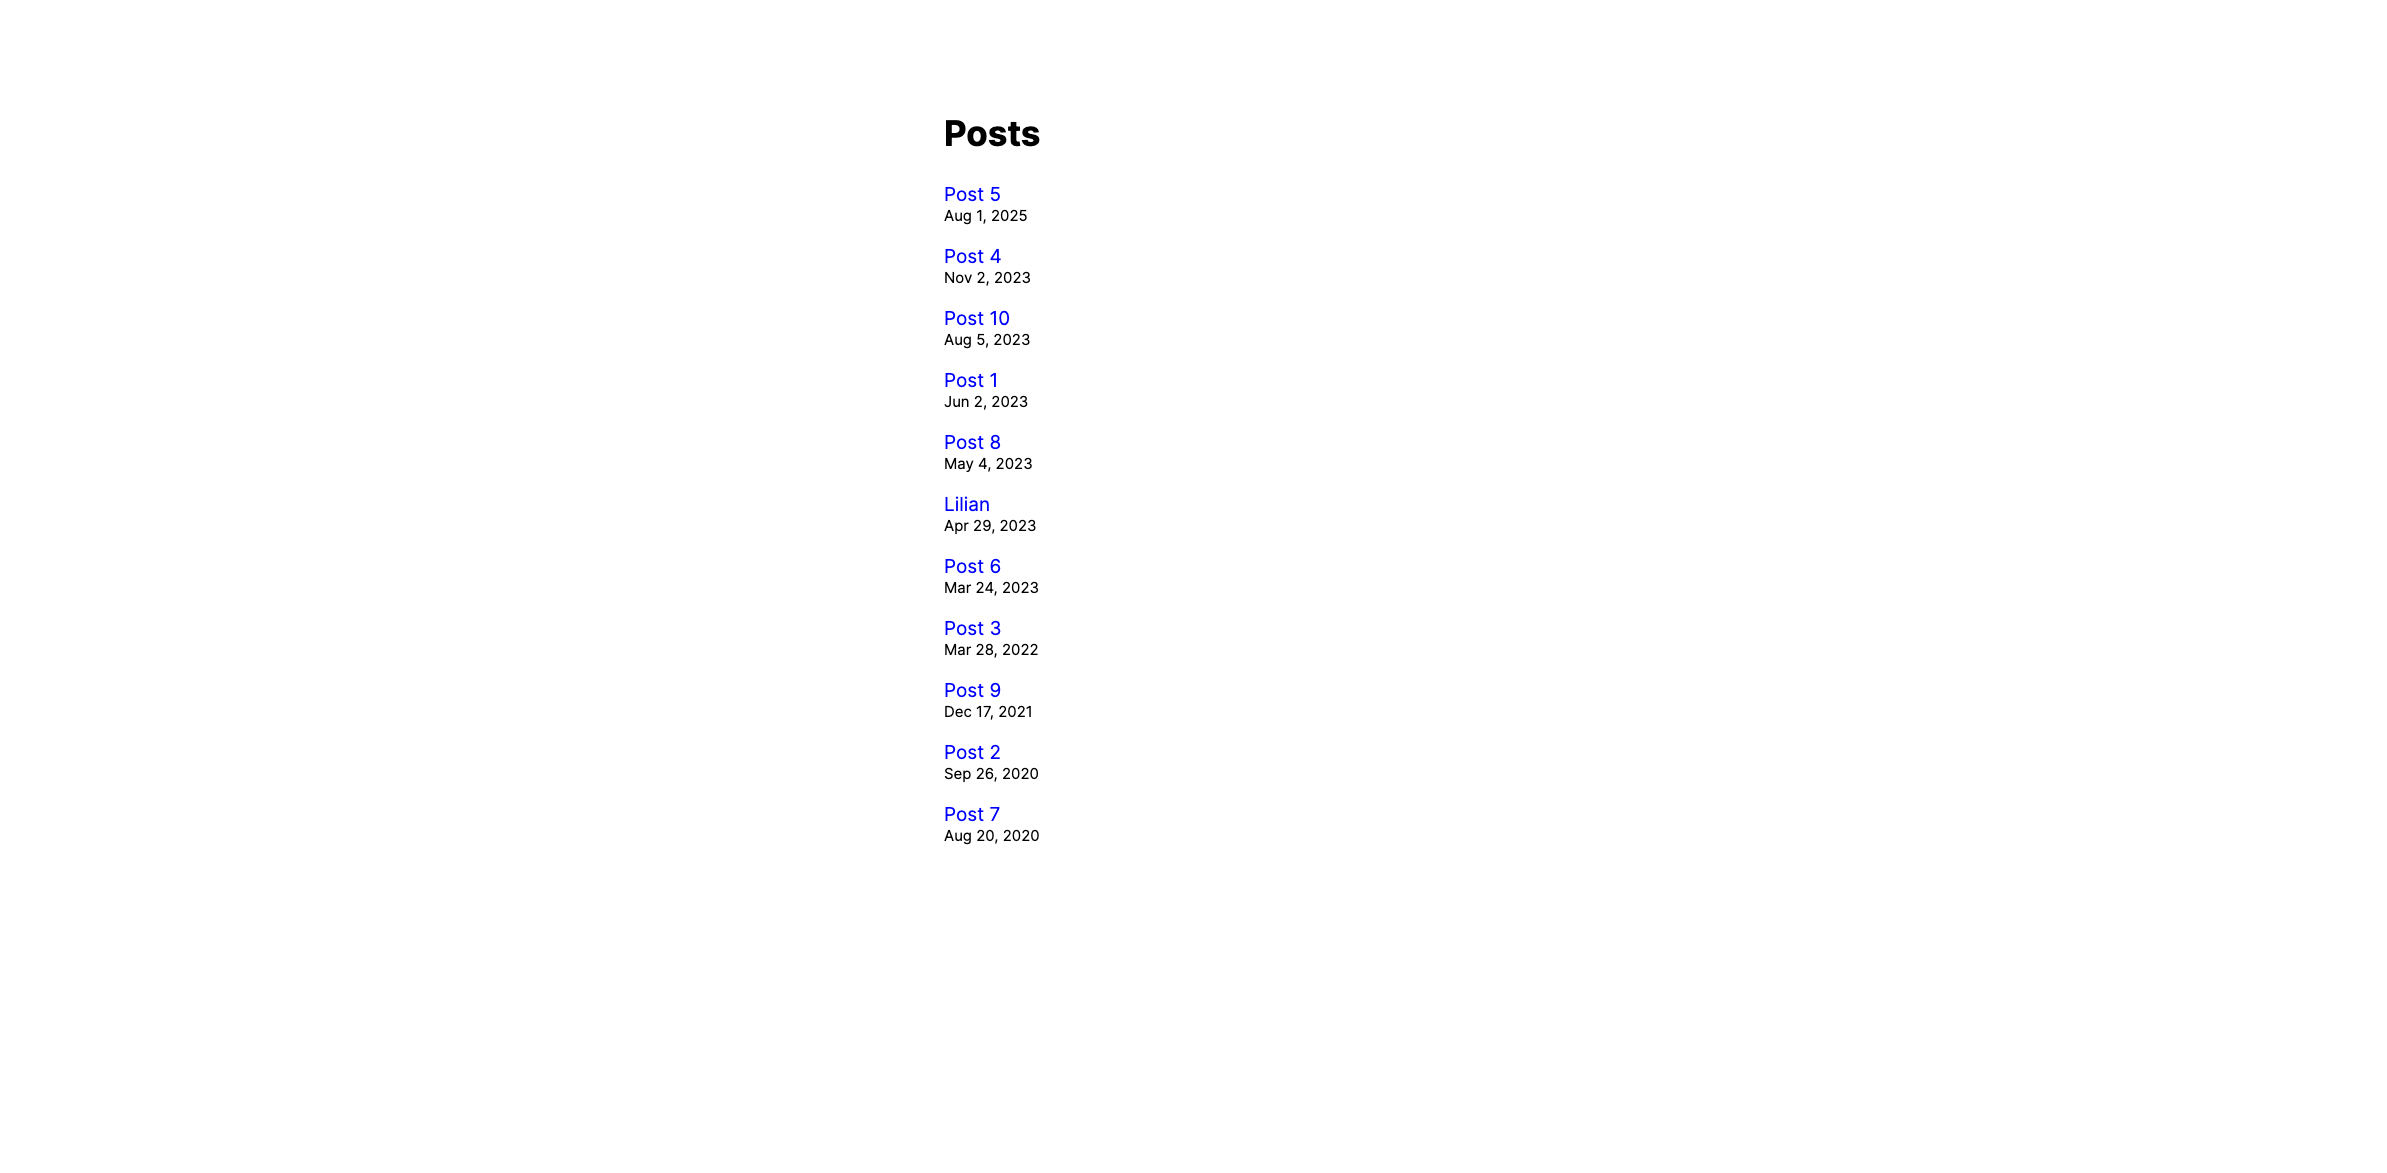 Posts
Post 5
Aug 1, 2025
Post 4
Nov 2, 2023
Post 10
Aug 5, 2023
Post 1
Jun 2, 2023
Post 8
May 4, 2023
Lilian
Apr 29, 2023
Post 6
Mar 24, 2023
Post 3
Mar 28, 2022
Post 9
Dec 17, 2021
Post 2
Sep 26, 2020
Post 7
Aug 20, 2020